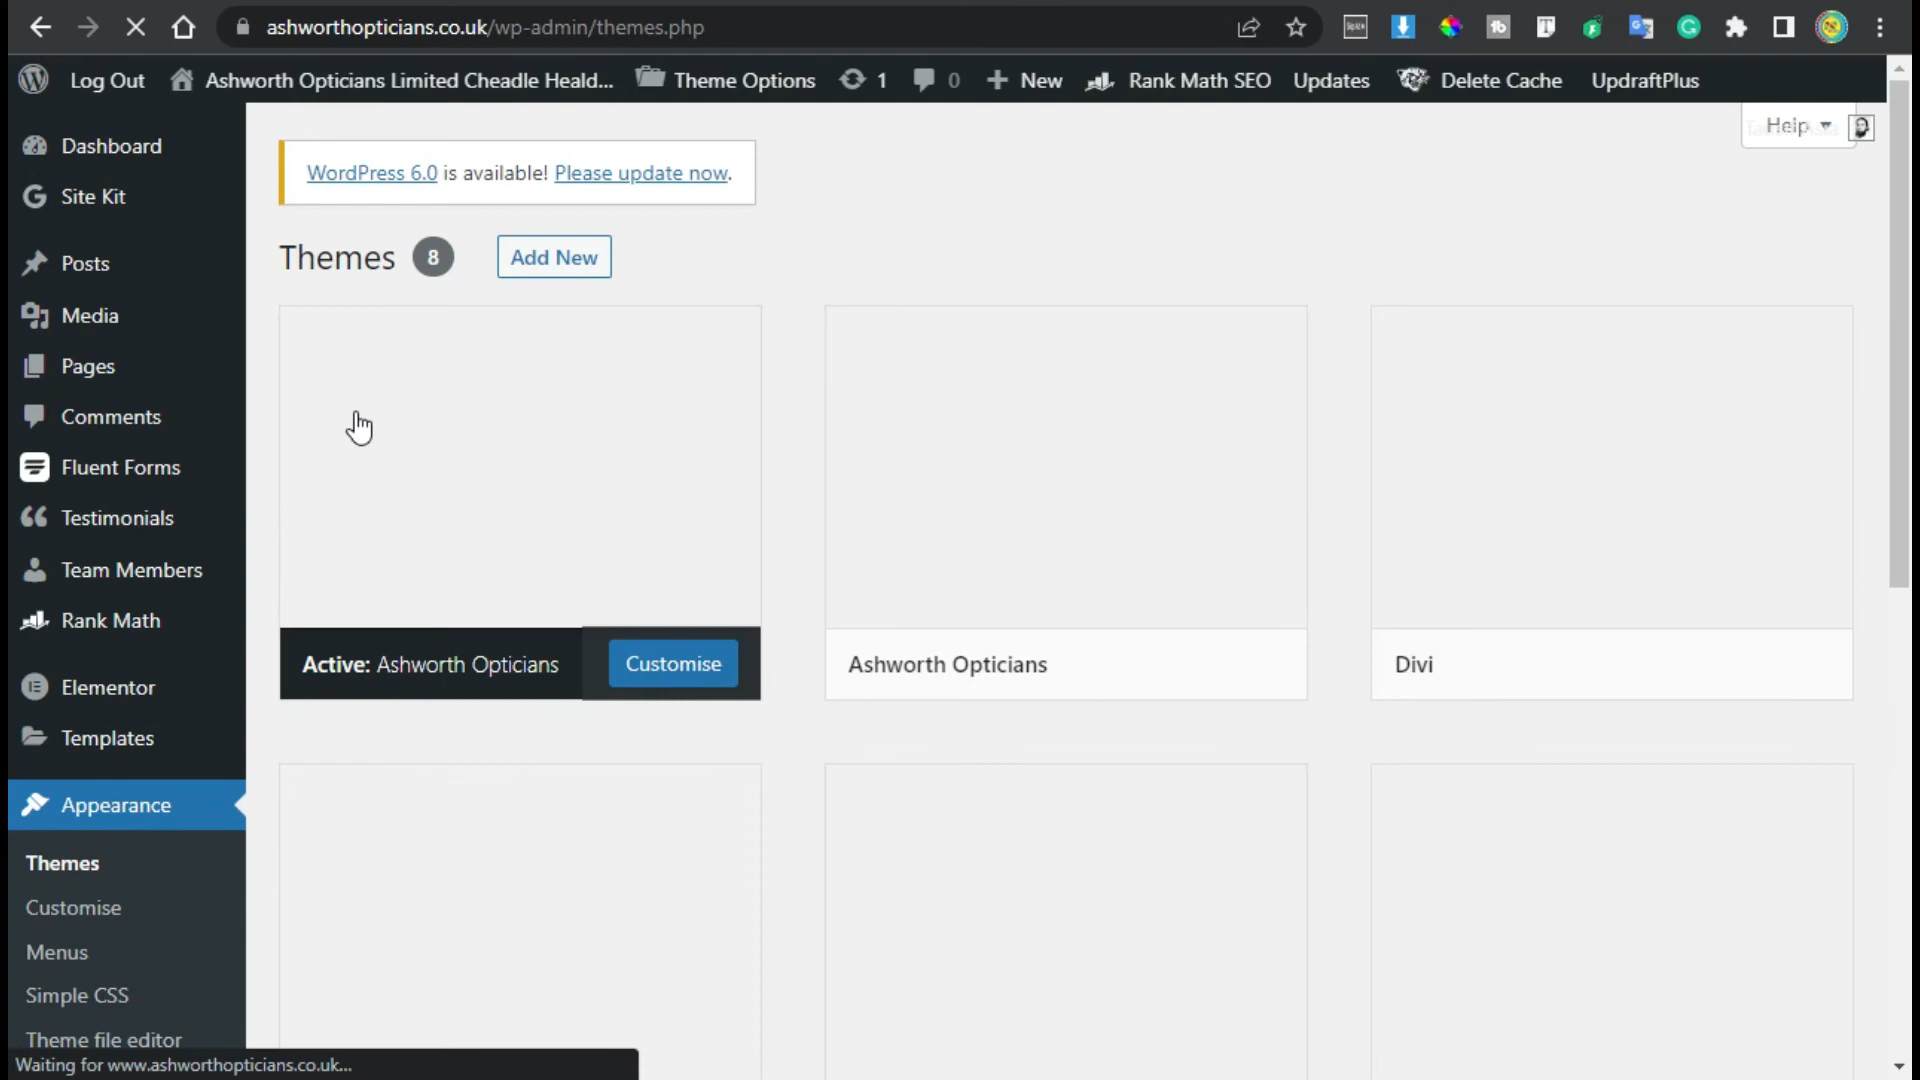 ashworthopticians.co.uk/wp-admin/themes.php
Log Out
Ashworth Opticians Limited Cheadle Heald...
Theme Options
1
0
New
Rank Math SEO
Updates
Delete Cache
UpdraftPlus
Help
Dashboard
Site Kit
Posts
Media
Pages
Comments
Fluent Forms
Testimonials
Team Members
Rank Math
Elementor
Templates
Appearance
Themes
Customise
Menus
Simple CSS
Theme file editor
WordPress 6.0 is available! Please update now.
Themes 8 Add New
Active: Ashworth Opticians
Customise
Ashworth Opticians
Divi
Waiting for www.ashworthopticians.co.uk...